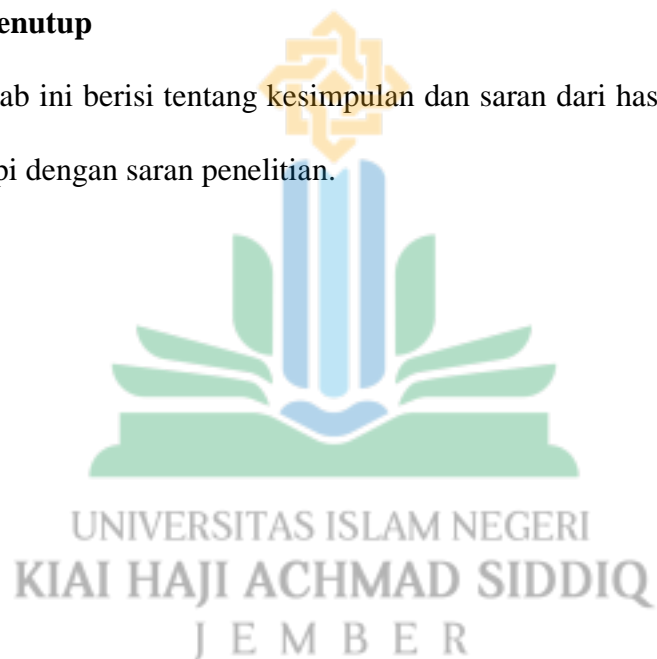 enutup
ab ini berisi tentang kesimpulan dan saran dari has
pi dengan saran penelitian.
UNIVERSITAS ISLAM NEGERI
KIAI HAJI ACHMAD SIDDIQ
JEMBER